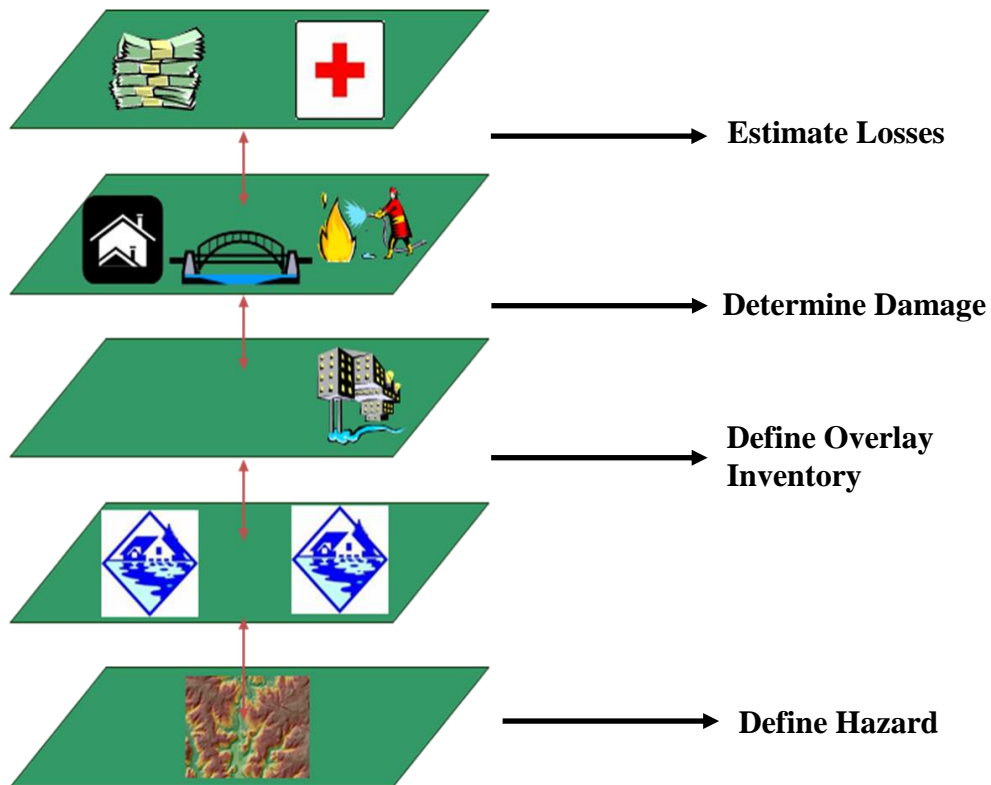 Estimate Losses
Determine Damage
Define Overlay
Inventory
Define Hazard